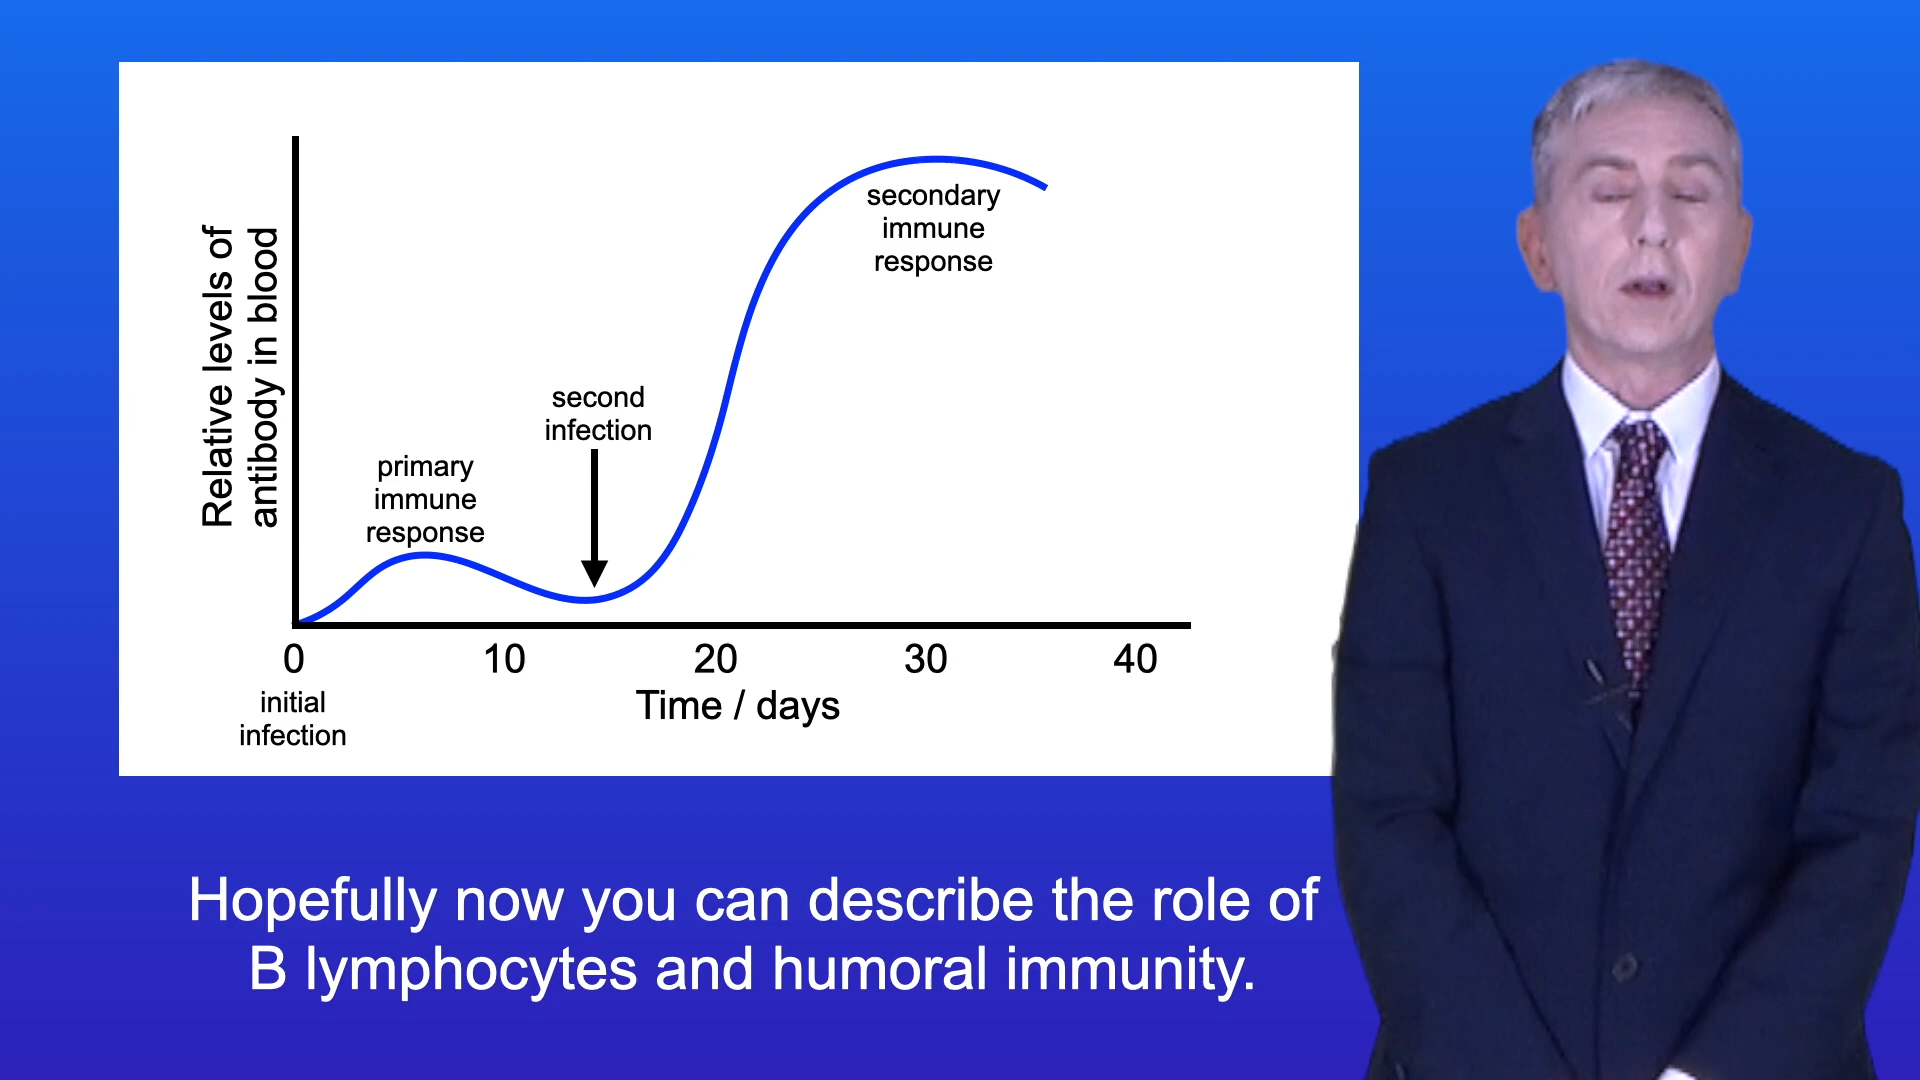 Relative levels of
antibody in blood
primary
immune
response
second
infection
secondary
immune
response
0 10 20 30 40
initial
infection
Time / days
Hopefully now you can describe the role of
B lymphocytes and humoral immunity.